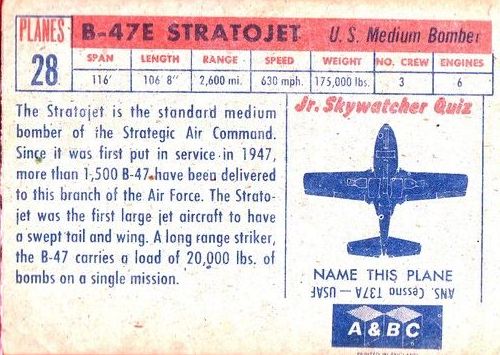 PLANES
28
B-47E STRATOJET U. S. Medium Bomber
SPAN LENGTH RANGE SPEED WEIGHT NO. CREW ENGINES
116' 106 8" 2,600 mi. 630 mph. 175,000 lbs. 3 6
The Stratojet is the standard medium
bomber of the Strategic Air Command.
Since it was first put in service in 1947,
more than 1,500 B-47 have been delivered
to this branch of the Air Force. The Strato-
jet was the first large jet aircraft to have
a swept tail and wing. A long range striker,
the B-47 carries a load of 20,000 lbs. of
bombs on a single mission.
Jr. Skywatcher Quiz
NAME THIS PLANE
ANS. Cessna T37A — USAF
A & BC
PRINTED IN ENGLAND